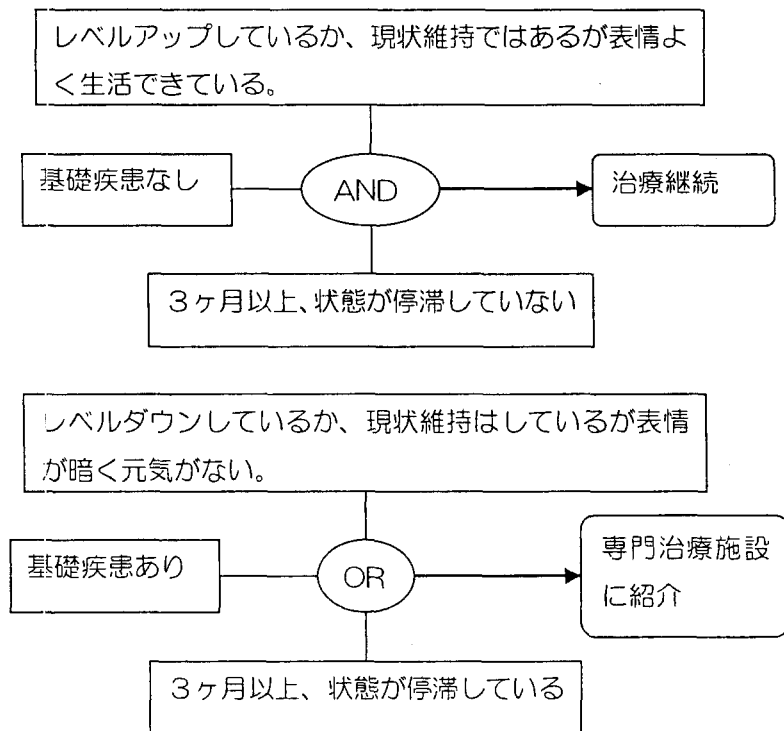 レベルアップしているか、現状維持ではあるが表情よ
く生活できている。
基礎疾患なし
AND
治療継続
３ヶ月以上、状態が停滞していない
レベルダウンしているか、現状維持はしているが表情
が暗く元気がない。
基礎疾患あり
OR
専門治療施設
に紹介
３ヶ月以上、状態が停滞している